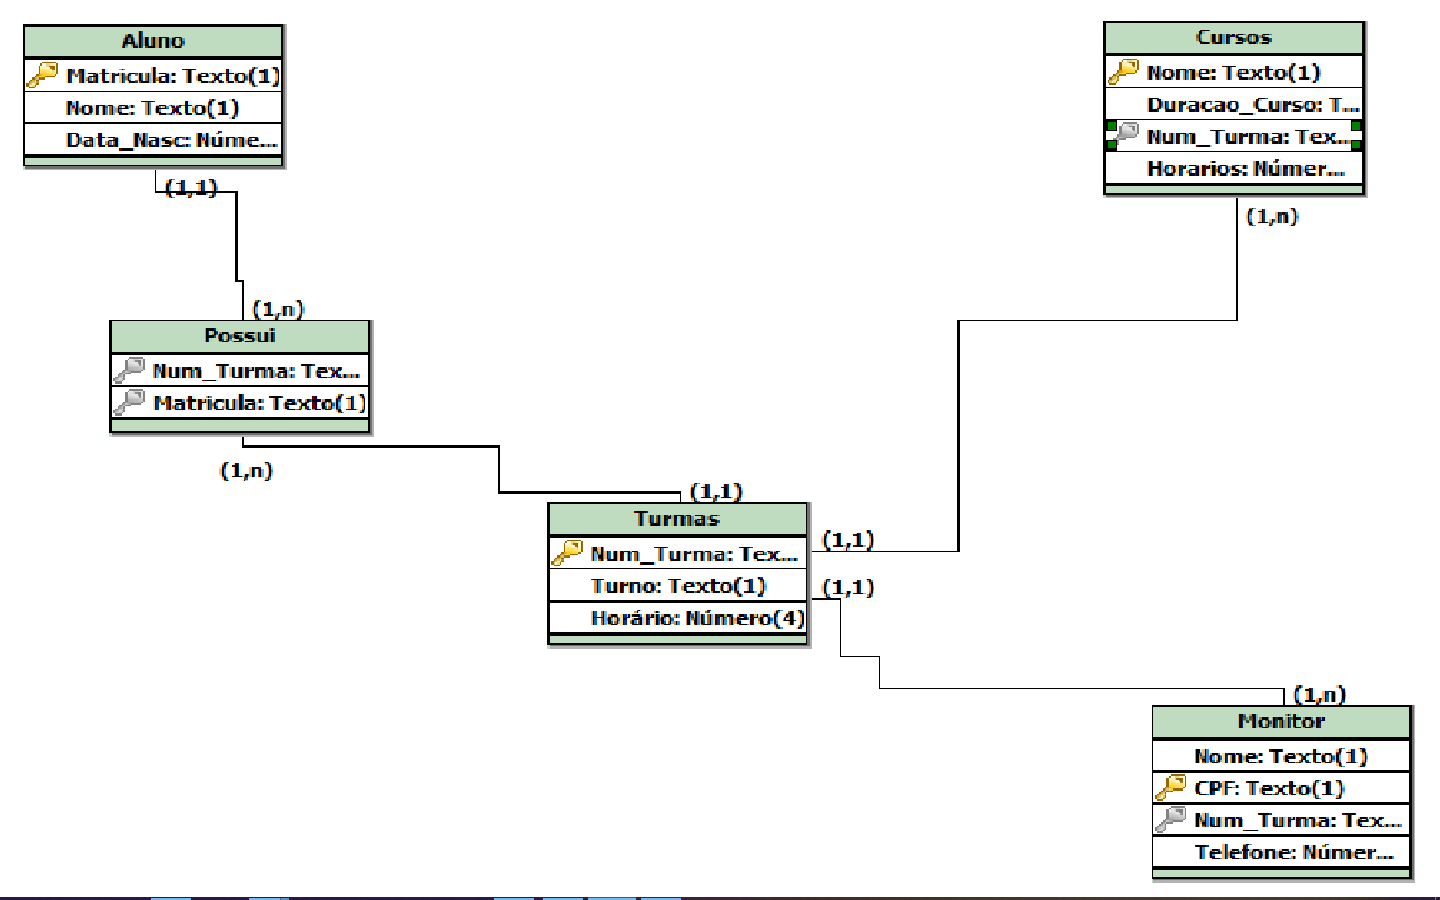 Aluno
Matricula: Texto(1)
Nome: Texto(1)
Data_Nasc: Núme...
(1,1)
Cursos
Nome: Texto(1)
Duracao_Curso: T...
Num_Turma: Tex...
Horarios: Númer...
(1,n)
(1,n)
Possui
Num_Turma: Tex...
Matricula: Texto(1)
(1,n)
(1,1)
Turmas
Num_Turma: Tex...
Turno: Texto(1)
Horário: Número(4)
(1,1)
(1,1)
(1,n)
Monitor
Nome: Texto(1)
CPF: Texto(1)
Num_Turma: Tex...
Telefone: Númer...